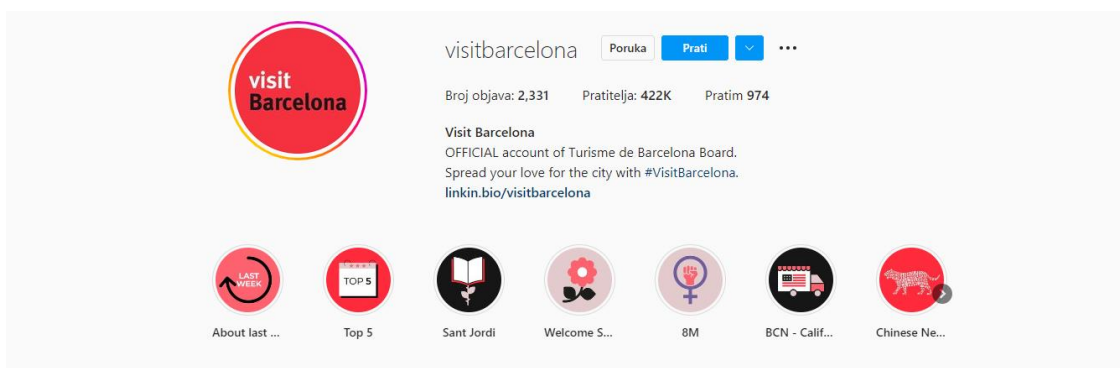 visit
Barcelona
visitbarcelona Poruka Prati
Broj objava: 2,331 Pratitelja: 422K Pratim 974
Visit Barcelona
OFFICIAL account of Turisme de Barcelona Board.
Spread your love for the city with #VisitBarcelona.
linkin.bio/visitbarcelona
LAST
WEEK
TOP 5
About last ... Top 5 Sant Jordi Welcome S... 8M BCN - Calif... Chinese Ne...